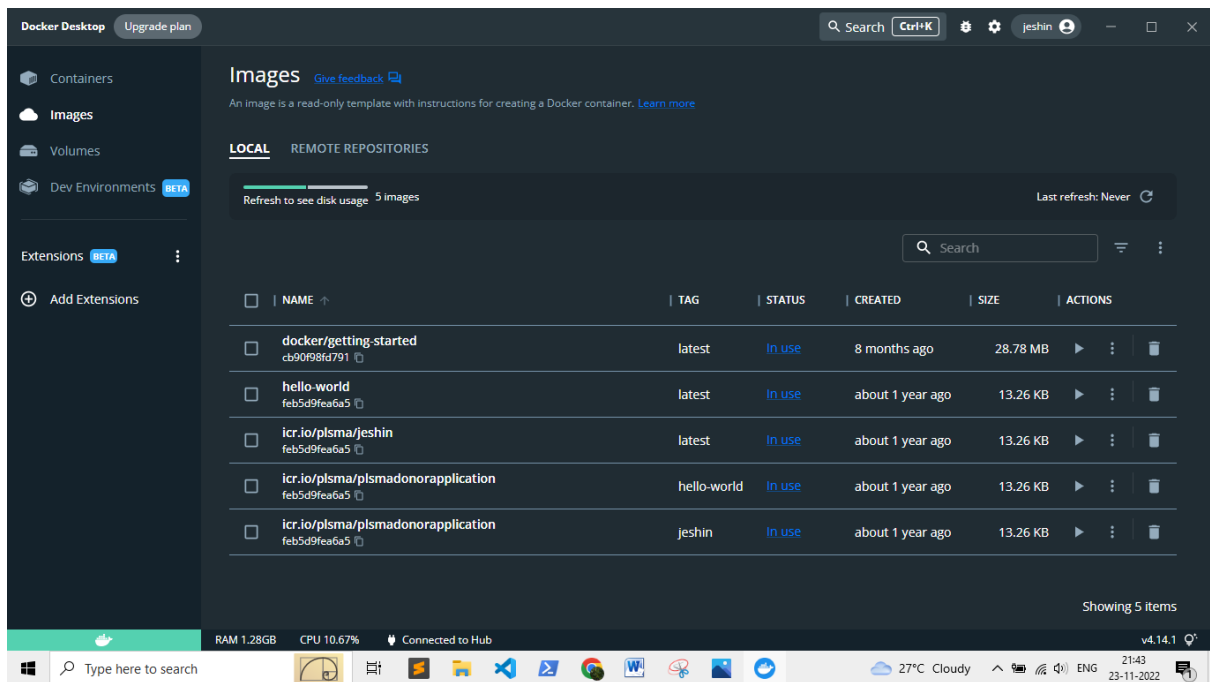 Docker Desktop Upgrade plan Search Ctrl+K jeshin
Containers
Images
Volumes
Dev Environments BETA
Extensions BETA
Add Extensions
Images Give feedback
An image is a read-only template with instructions for creating a Docker container. Learn more
LOCAL REMOTE REPOSITORIES
Refresh to see disk usage 5 images Last refresh: Never
Search
NAME TAG STATUS CREATED SIZE ACTIONS
docker/getting-started latest In use 8 months ago 28.78 MB
cb90f98fd791
hello-world latest In use about 1 year ago 13.26 KB
feb5d9fea6a5
icr.io/plsma/jeshin latest In use about 1 year ago 13.26 KB
feb5d9fea6a5
icr.io/plsma/plsmadonorapplication hello-world In use about 1 year ago 13.26 KB
feb5d9fea6a5
icr.io/plsma/plsmadonorapplication jeshin In use about 1 year ago 13.26 KB
feb5d9fea6a5
Showing 5 items
RAM 1.28GB CPU 10.67% Connected to Hub v4.14.1
Type here to search 27°C Cloudy ENG 21:43
23-11-2022